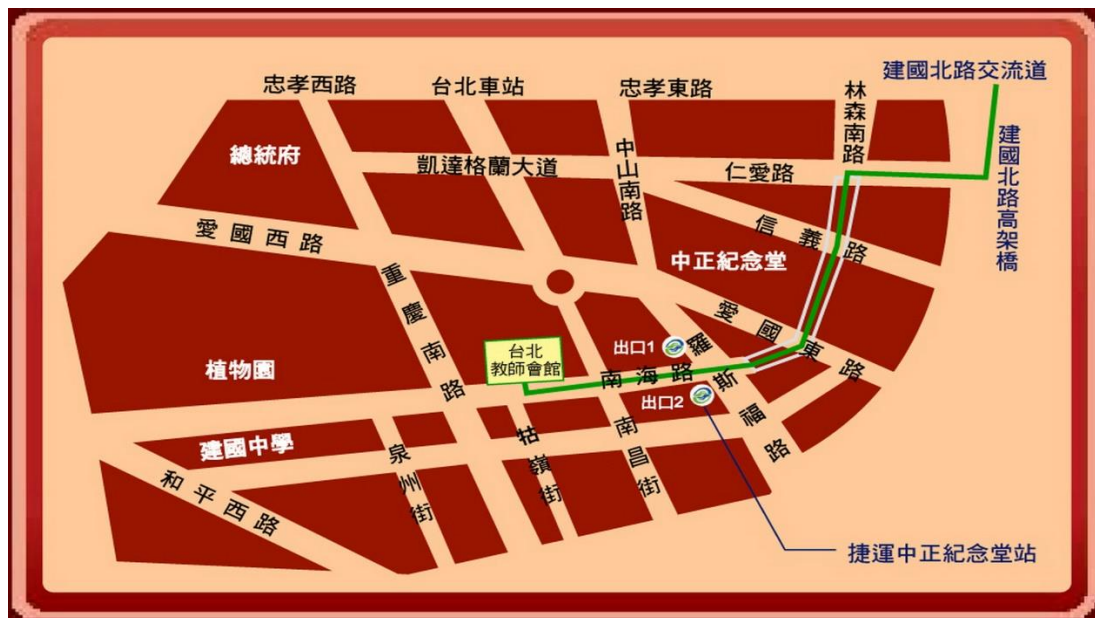 建國北路交流道
忠孝西路
台北車站
忠孝東路
林森南路
建國北路高架橋
總統府
凱達格蘭大道
中山南路
仁愛路
愛國西路
信義路
中正紀念堂
重慶南路
愛國東路
台北
教師會館
出口1
羅斯福路
植物園
南海路
出口2
建國中學
泉州街
牯嶺街
南昌街
和平西路
捷運中正紀念堂站